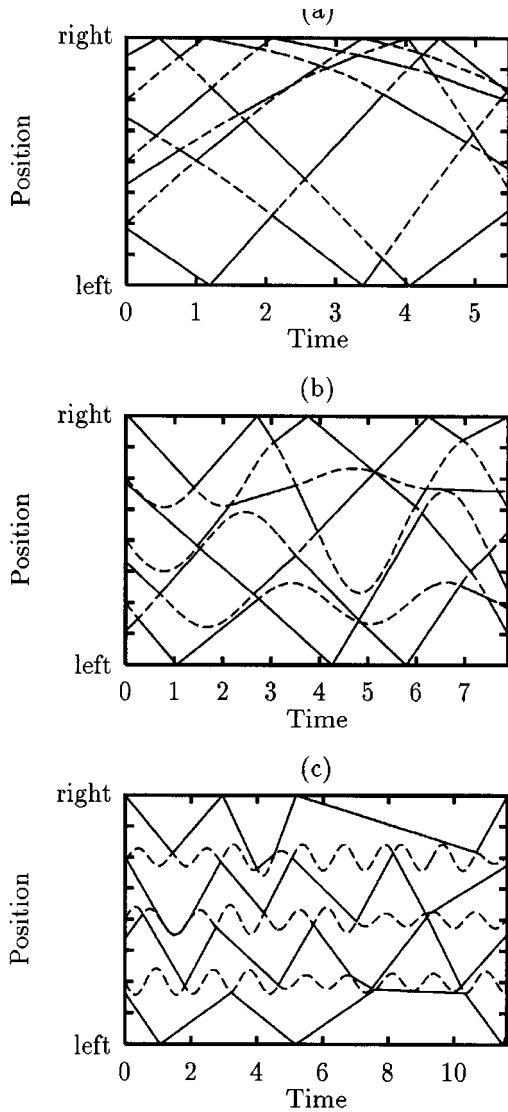 (a)
right
Position
left
0 1 2 3 4 5
Time
(b)
right
Position
left
0 1 2 3 4 5 6 7
Time
(c)
right
Position
left
0 2 4 6 8 10
Time